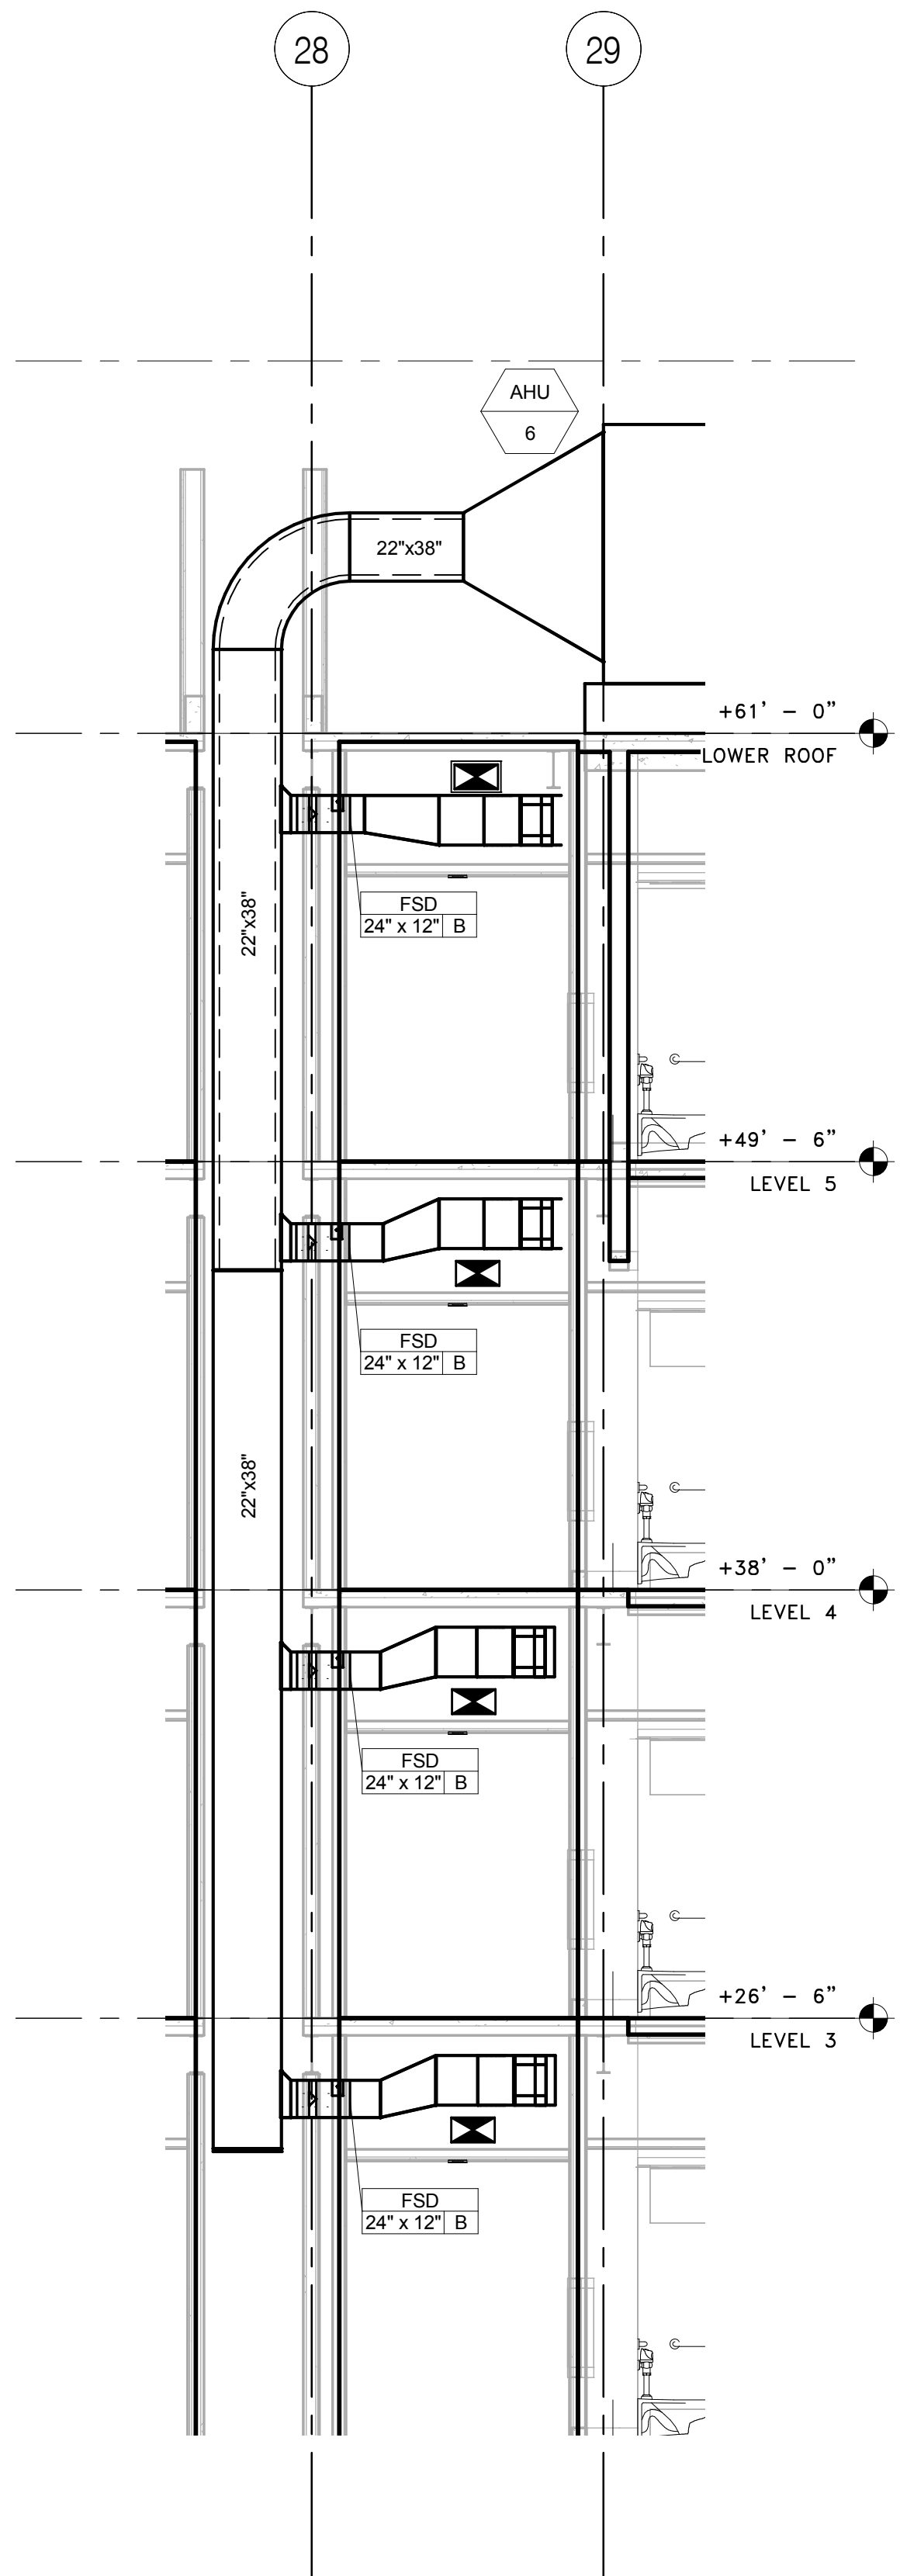 28
29
AHU
6
22"x38"
+61' - 0"
LOWER ROOF
22"x38"
FSD
24" x 12" B
+49' - 6"
LEVEL 5
FSD
24" x 12" B
22"x38"
+38' - 0"
LEVEL 4
FSD
24" x 12" B
+26' - 6"
LEVEL 3
FSD
24" x 12" B